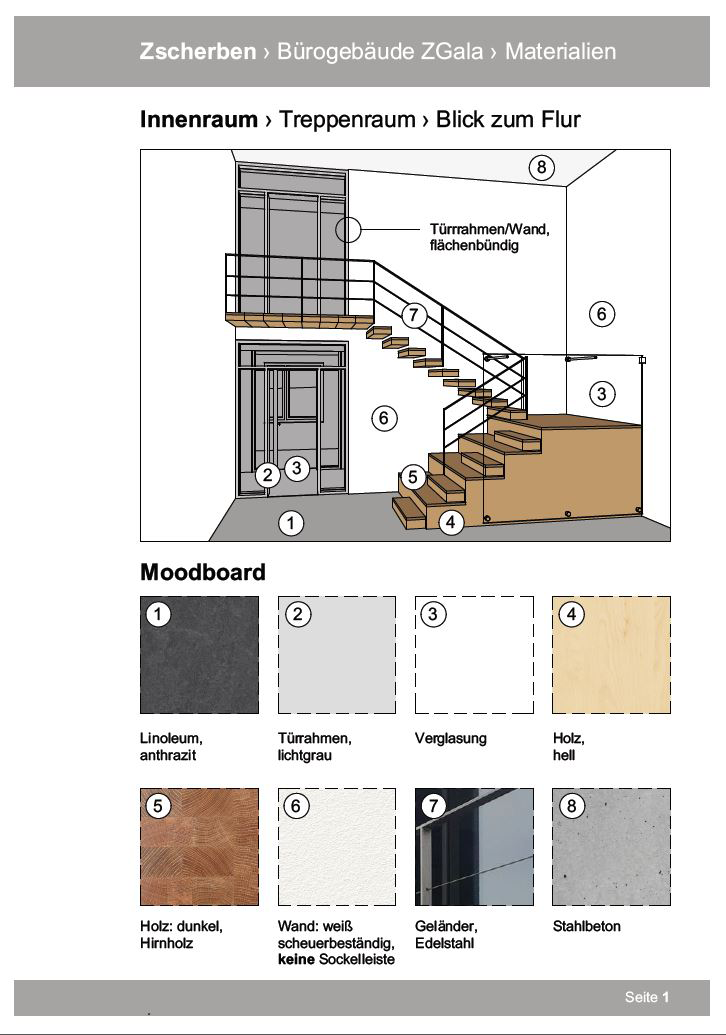 Zscherben › Bürogebäude ZGala › Materialien
Innenraum › Treppenraum › Blick zum Flur
8
Türrrahmen/Wand,
flächenbündig
7
6
3
6
2
3
5
1
4
Moodboard
1
2
3
4
Linoleum,
anthrazit
Türrahmen,
lichtgrau
Verglasung
Holz,
hell
5
6
7
8
Holz: dunkel,
Hirnholz
Wand: weiß
scheuerbeständig,
keine Sockelleiste
Geländer,
Edelstahl
Stahlbeton
Seite 1